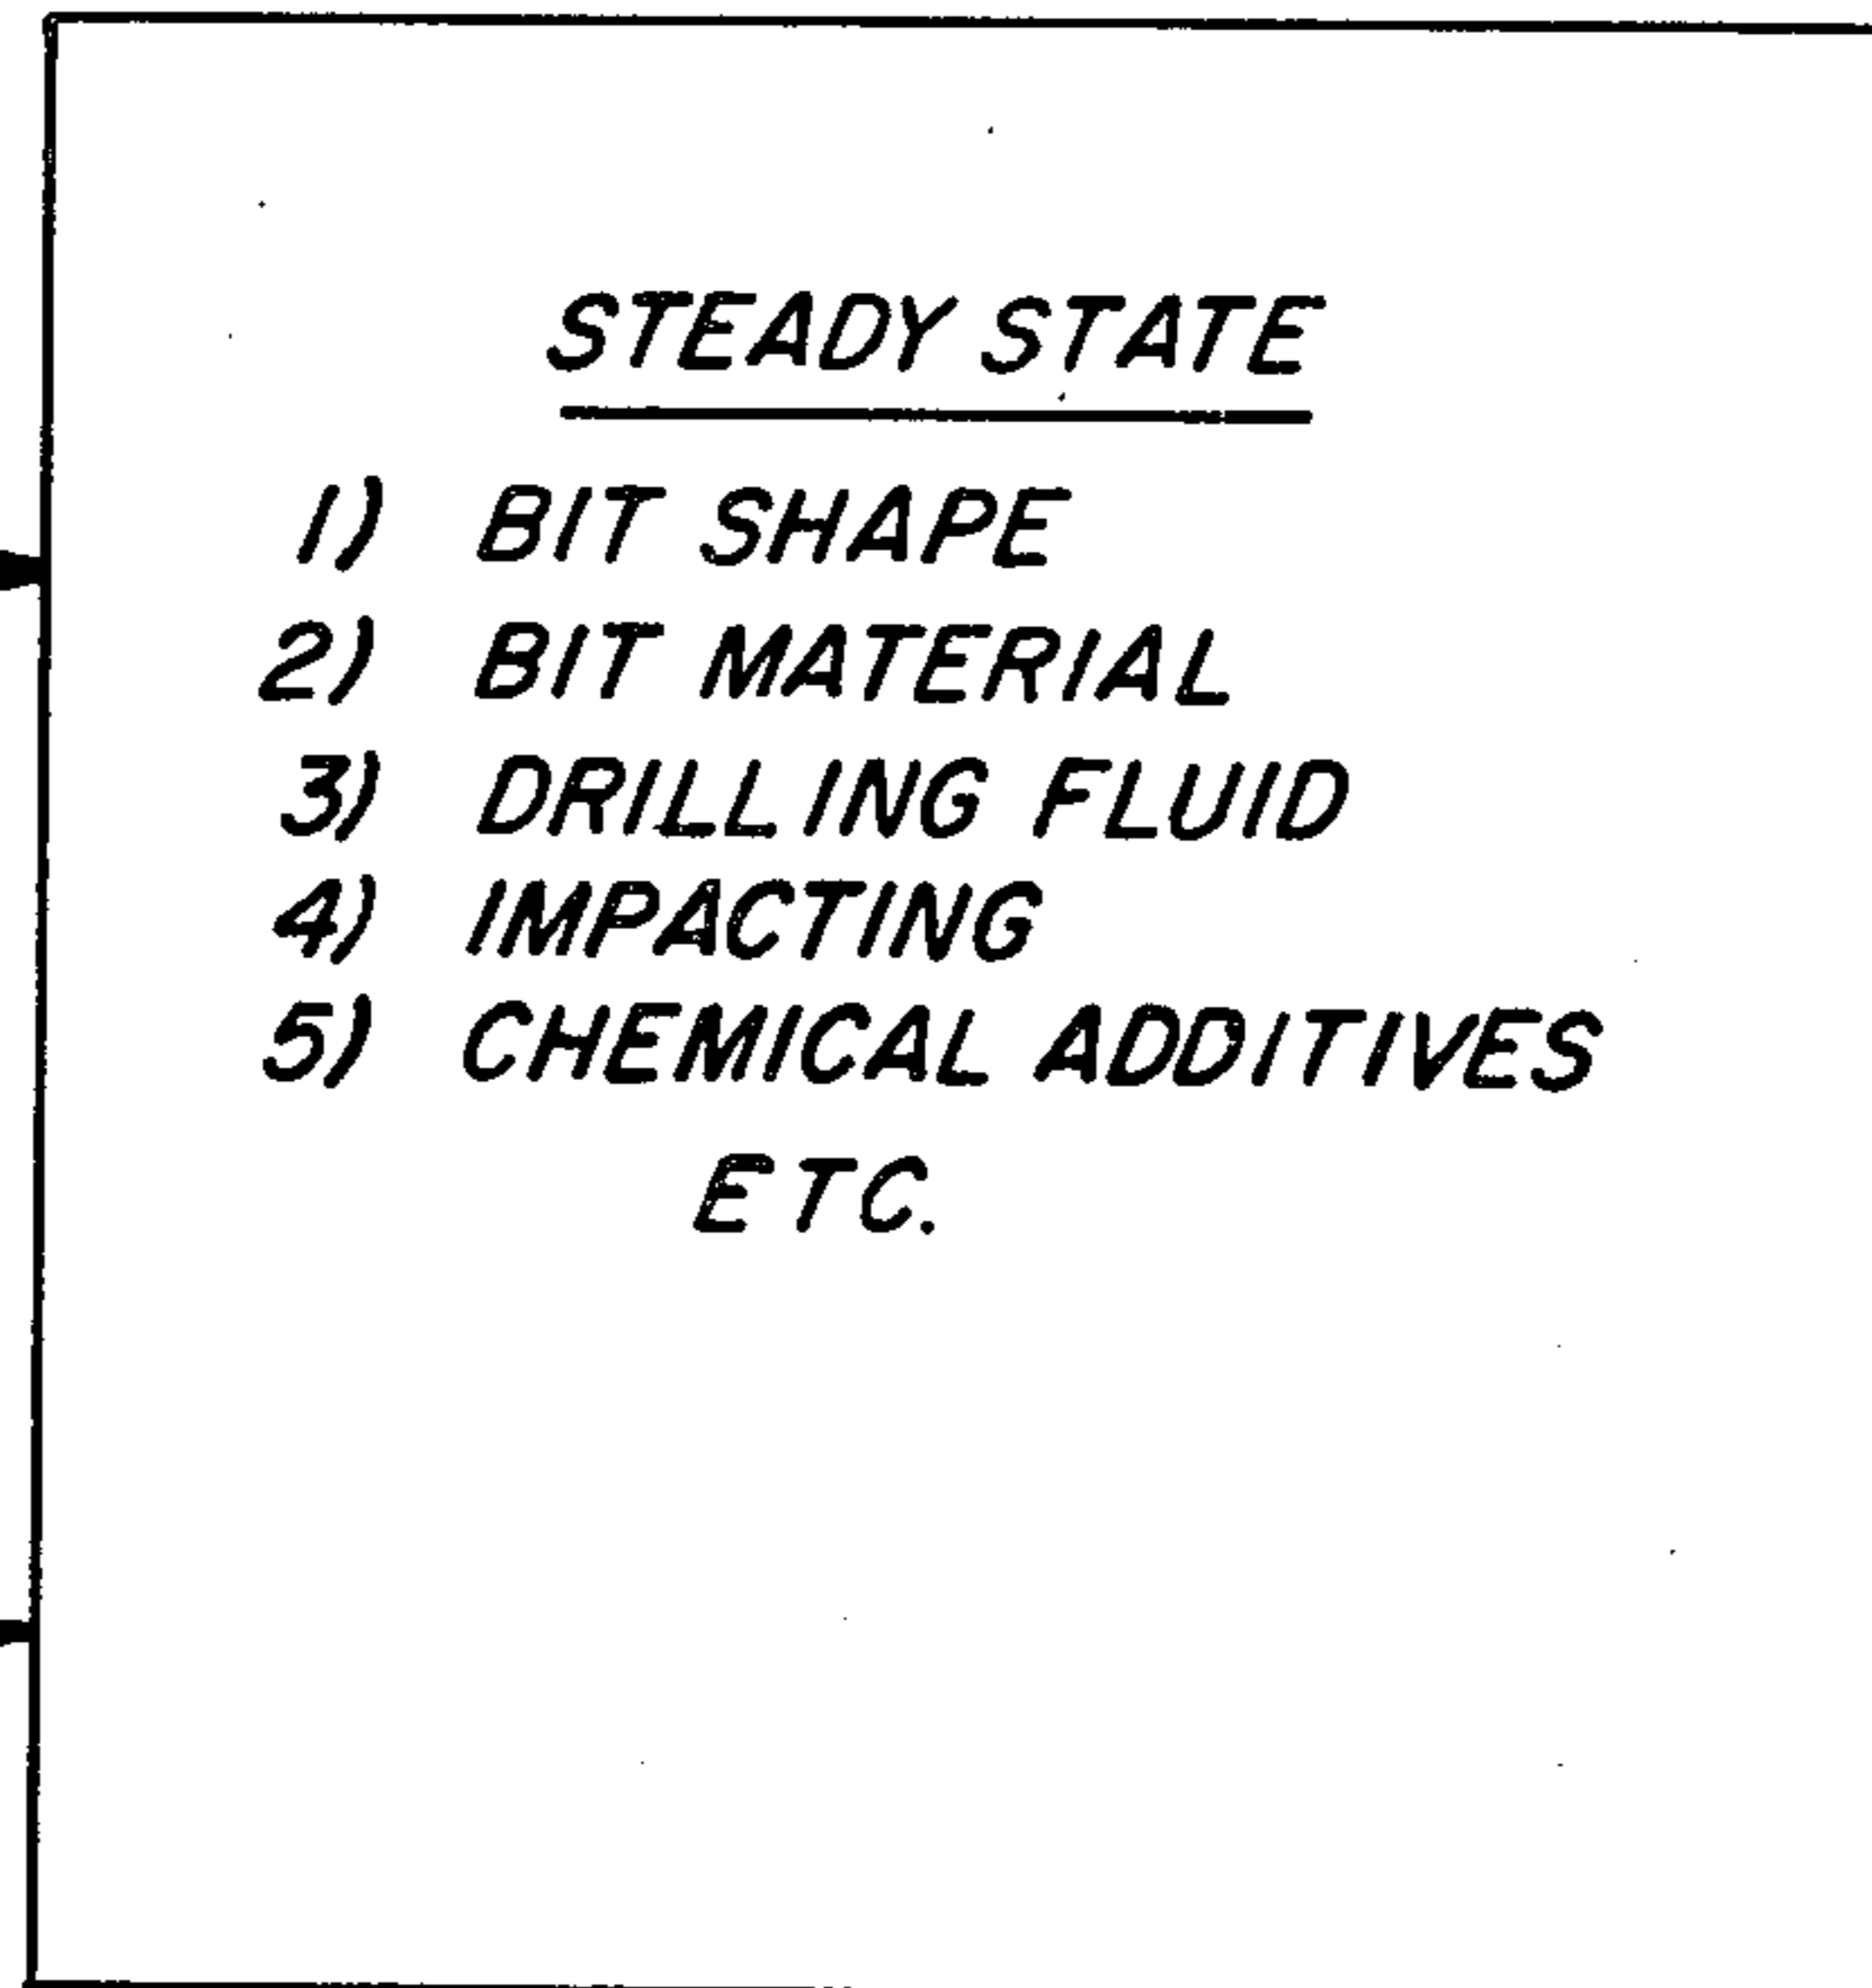 STEADY STATE
1) BIT SHAPE
2) BIT MATERIAL
3) DRILLING FLUID
4) IMPACTING
5) CHEMICAL ADDITIVES
ETC.